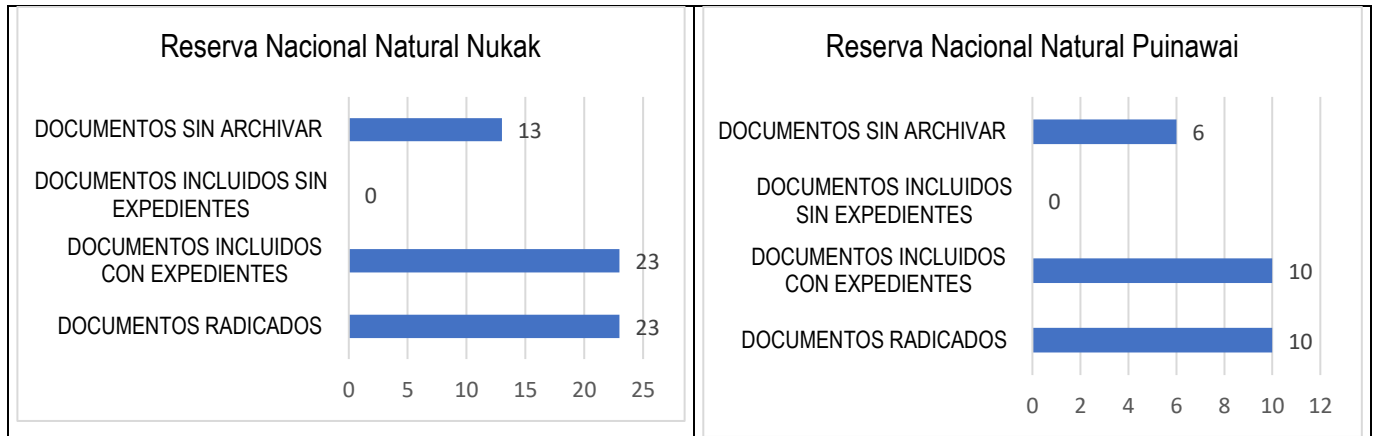 Reserva Nacional Natural Nukak
DOCUMENTOS SIN ARCHIVAR
13
DOCUMENTOS INCLUIDOS SIN
EXPEDIENTES
0
DOCUMENTOS INCLUIDOS
CON EXPEDIENTES
23
DOCUMENTOS RADICADOS
23
0 5 10 15 20 25
Reserva Nacional Natural Puinawai
DOCUMENTOS SIN ARCHIVAR
6
DOCUMENTOS INCLUIDOS
SIN EXPEDIENTES
0
DOCUMENTOS INCLUIDOS
CON EXPEDIENTES
10
DOCUMENTOS RADICADOS
10
0 2 4 6 8 10 12